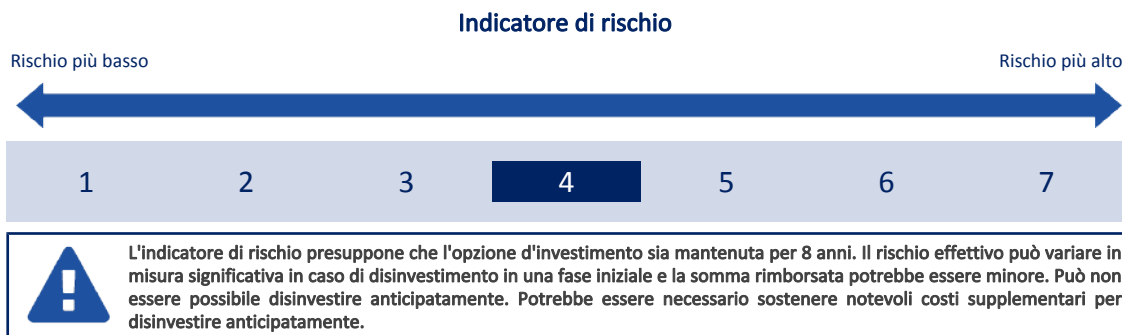 Indicatore di rischio
Rischio più basso
Rischio più alto
1 2 3 4 5 6 7
L'indicatore di rischio presuppone che l'opzione d'investimento sia mantenuta per 8 anni. Il rischio effettivo può variare in
misura significativa in caso di disinvestimento in una fase iniziale e la somma rimborsata potrebbe essere minore. Può non
essere possibile disinvestire anticipatamente. Potrebbe essere necessario sostenere notevoli costi supplementari per
disinvestire anticipatamente.